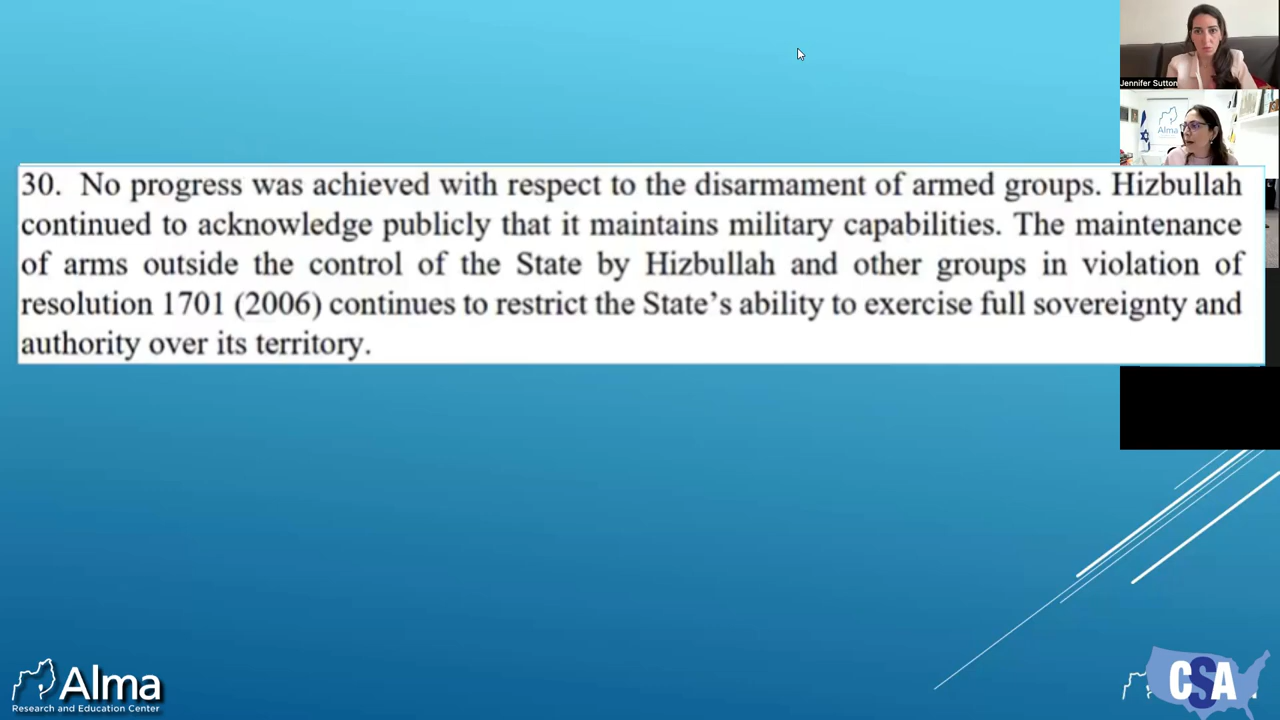 Jennifer Sutton
Alma
30. No progress was achieved with respect to the disarmament of armed groups. Hizbullah
continued to acknowledge publicly that it maintains military capabilities. The maintenance
of arms outside the control of the State by Hizbullah and other groups in violation of
resolution 1701 (2006) continues to restrict the State’s ability to exercise full sovereignty and
authority over its territory.
Alma
Research and Education Center
CSA